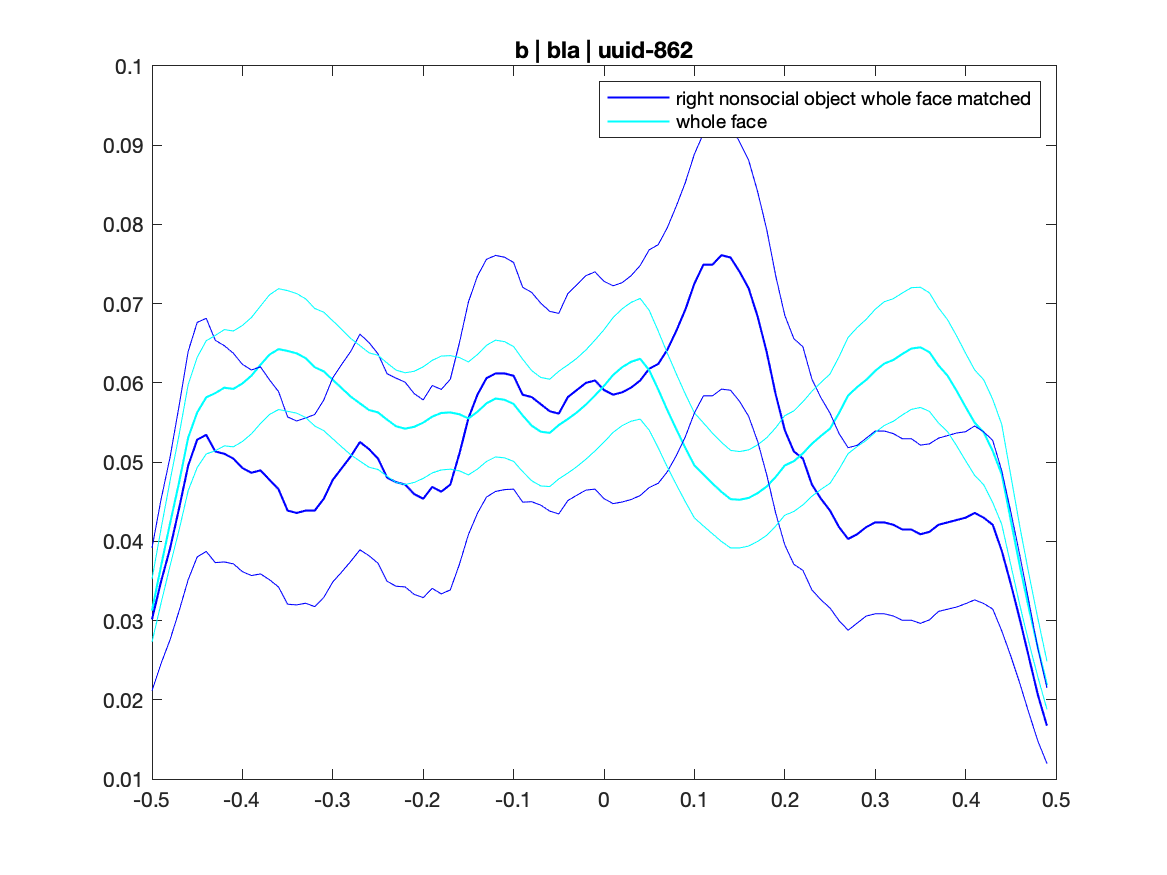 b | bla | uuid-862
right nonsocial object whole face matched
whole face
0.1
0.09
0.08
0.07
0.06
0.05
0.04
0.03
0.02
0.01
-0.5 -0.4 -0.3 -0.2 -0.1 0 0.1 0.2 0.3 0.4 0.5